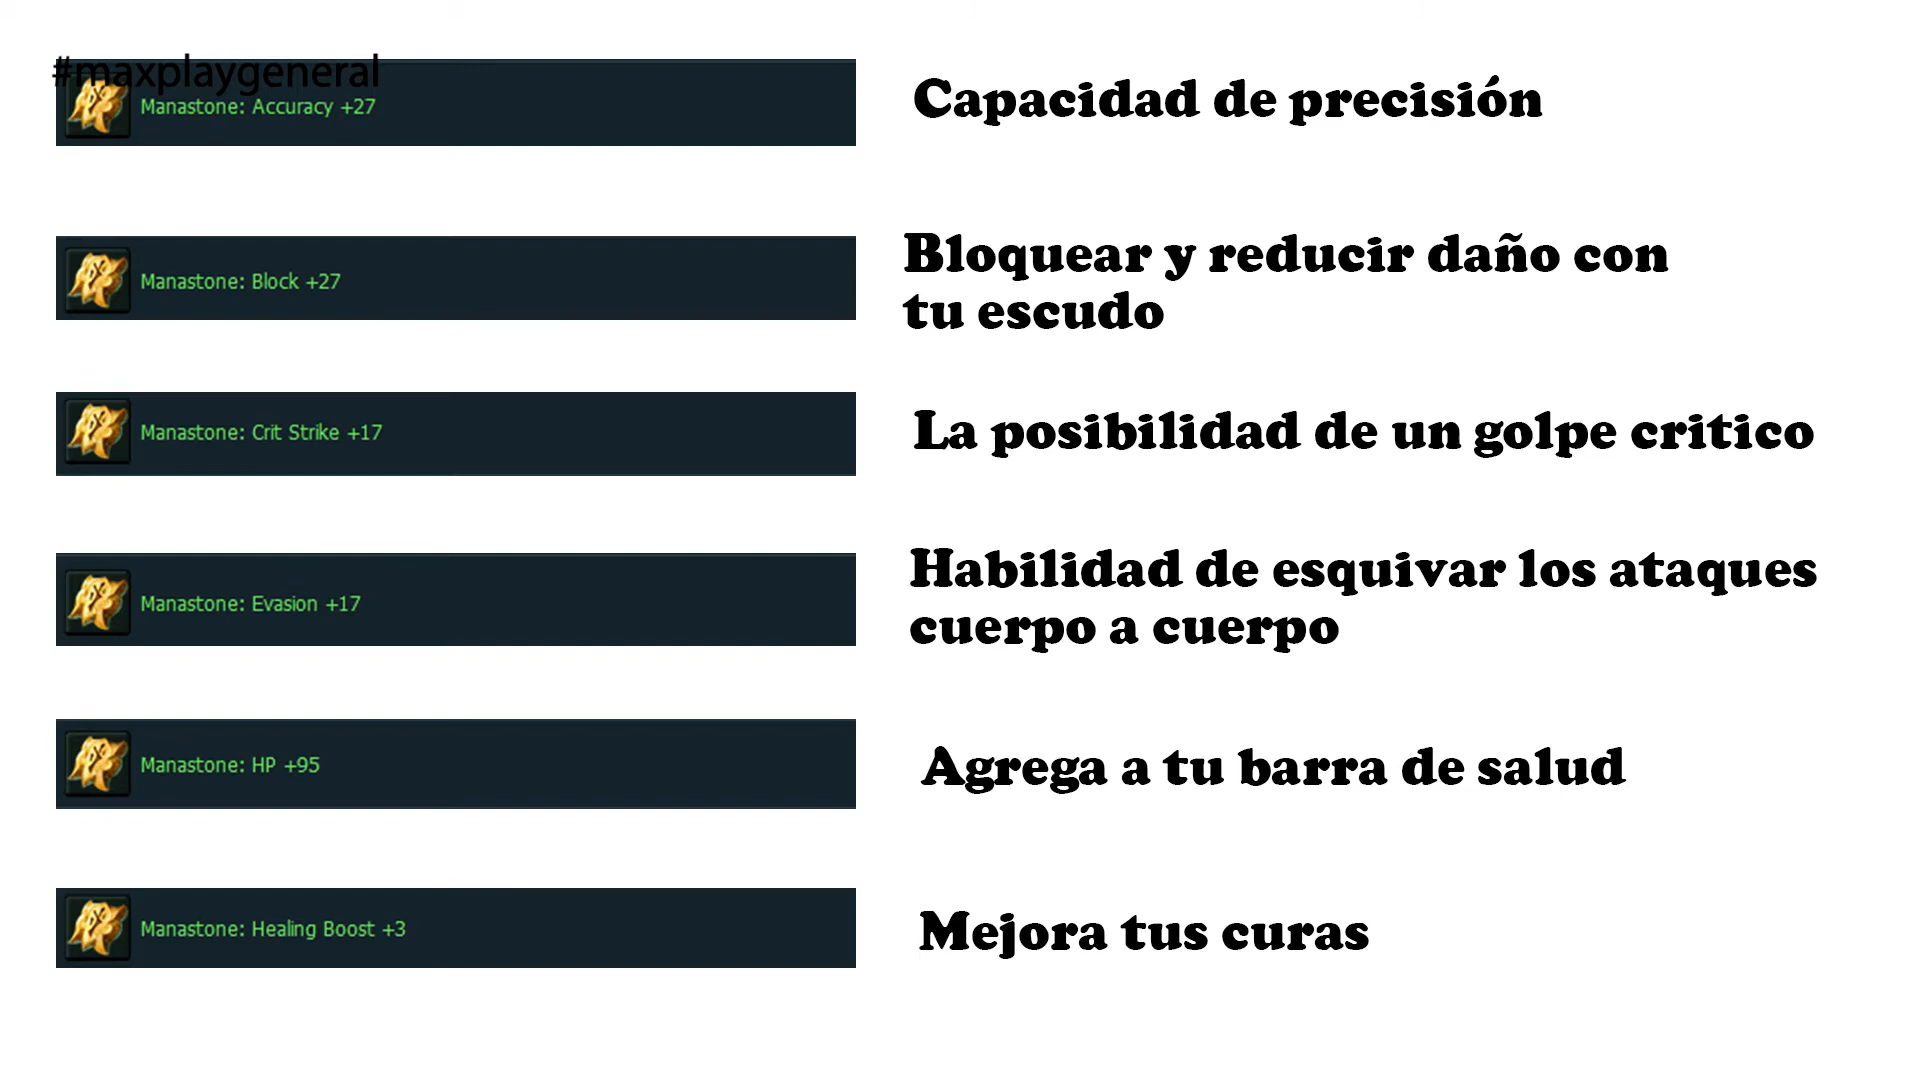 #maxplaygeneral
Manastone: Accuracy +27
Capacidad de precisión
Manastone: Block +27
Bloquear y reducir daño con
tu escudo
Manastone: Crit Strike +17
La posibilidad de un golpe critico
Manastone: Evasion +17
Habilidad de esquivar los ataques
cuerpo a cuerpo
Manastone: HP +95
Agrega a tu barra de salud
Manastone: Healing Boost +3
Mejora tus curas